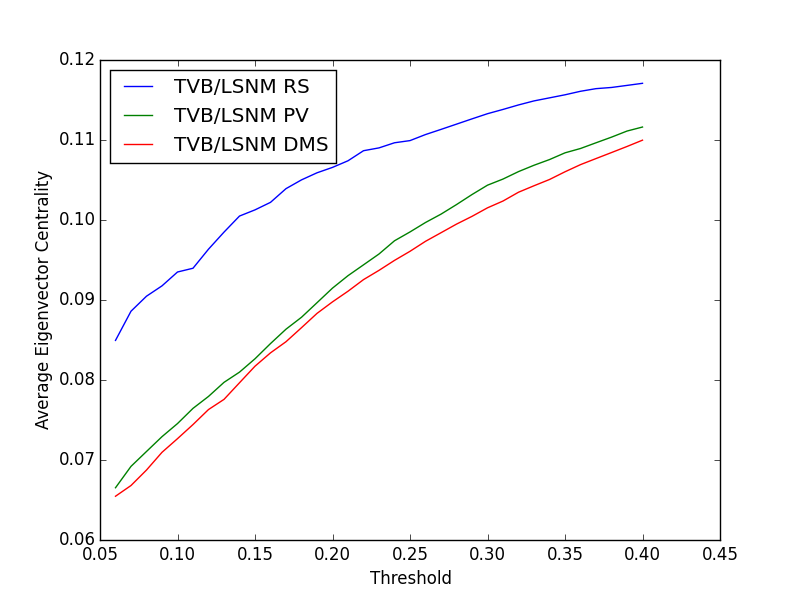 0.12
0.11
0.10
0.09
0.08
0.07
0.06
Average Eigenvector Centrality
TVB/LSNM RS
TVB/LSNM PV
TVB/LSNM DMS
0.05 0.10 0.15 0.20 0.25 0.30 0.35 0.40 0.45
Threshold